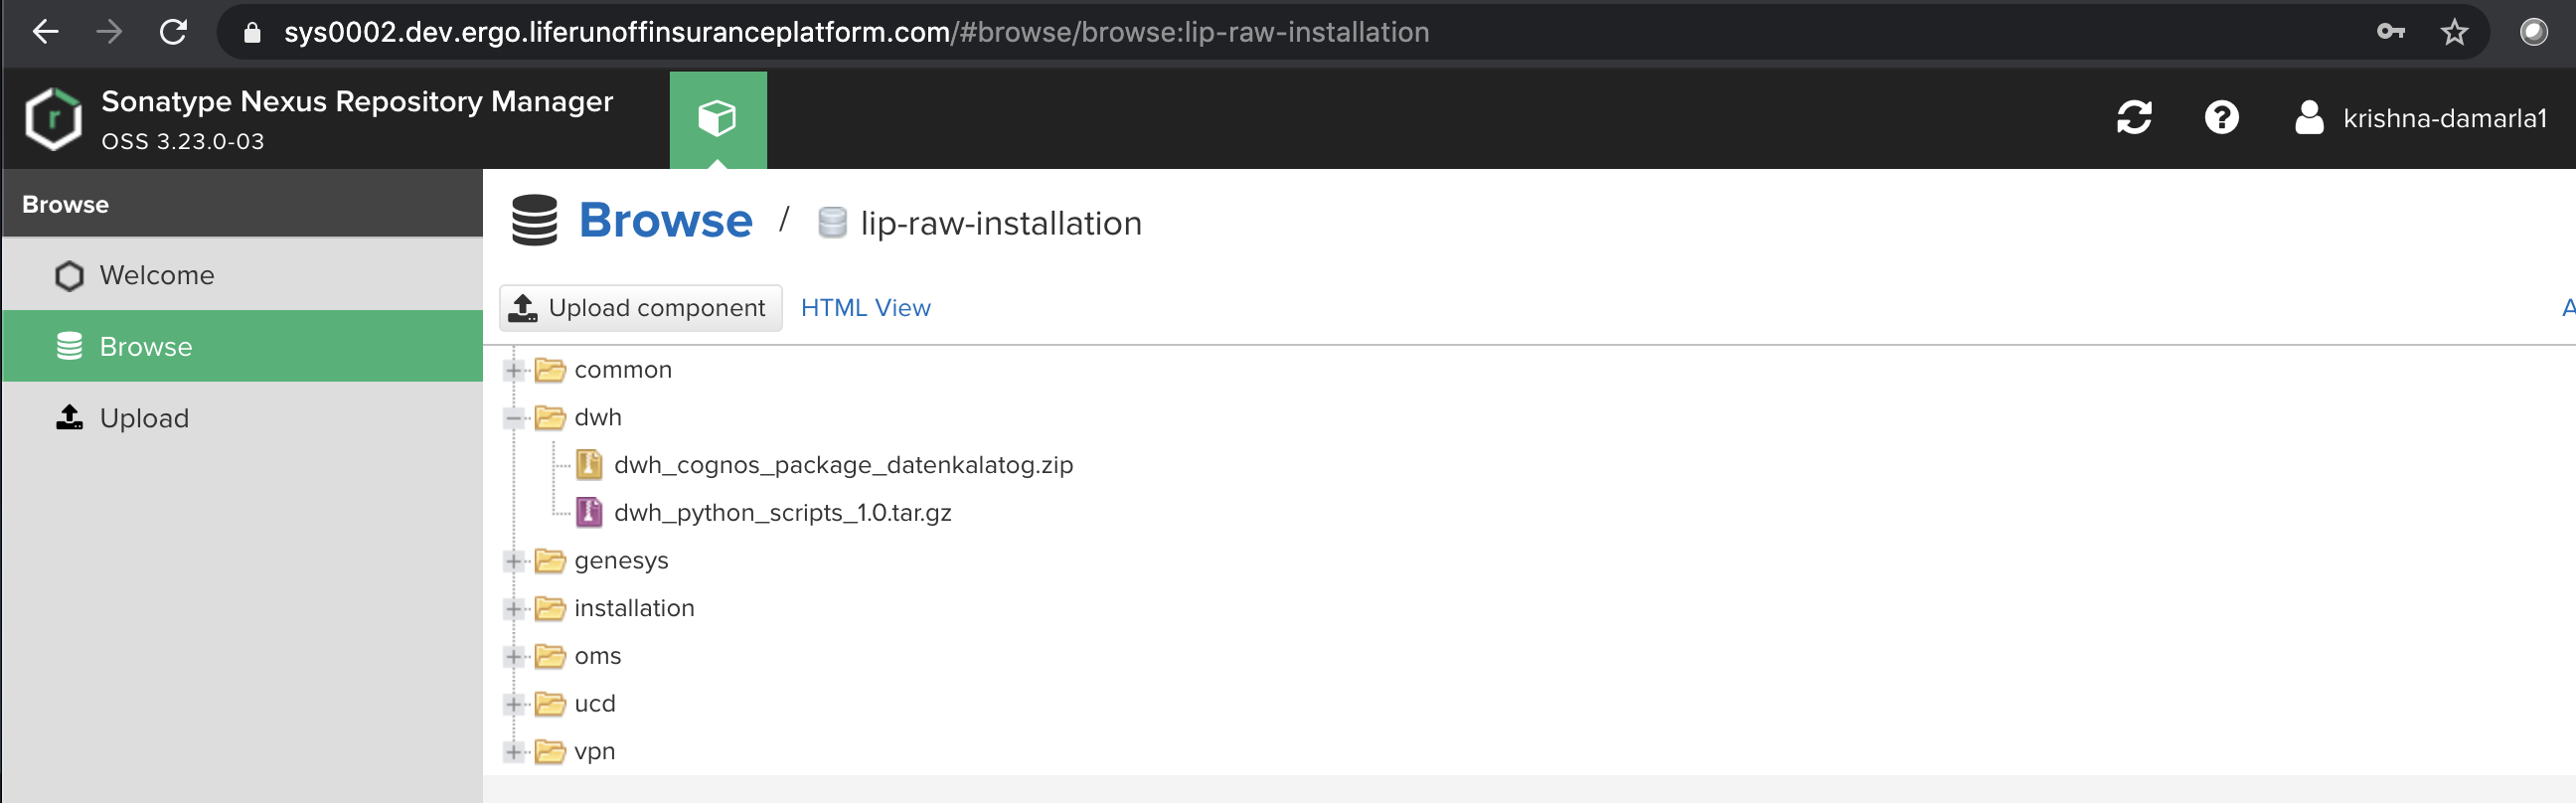 sys0002.dev.ergo.liferunoffinsuranceplatform.com/#browse/browse:lip-raw-installation
Sonatype Nexus Repository Manager
OSS 3.23.0-03
krishna-damarla1
Browse
Welcome
Browse
Upload
Browse / lip-raw-installation
Upload component HTML View
common
dwh
dwh_cognos_package_datenkalatog.zip
dwh_python_scripts_1.0.tar.gz
genesys
installation
oms
ucd
vpn